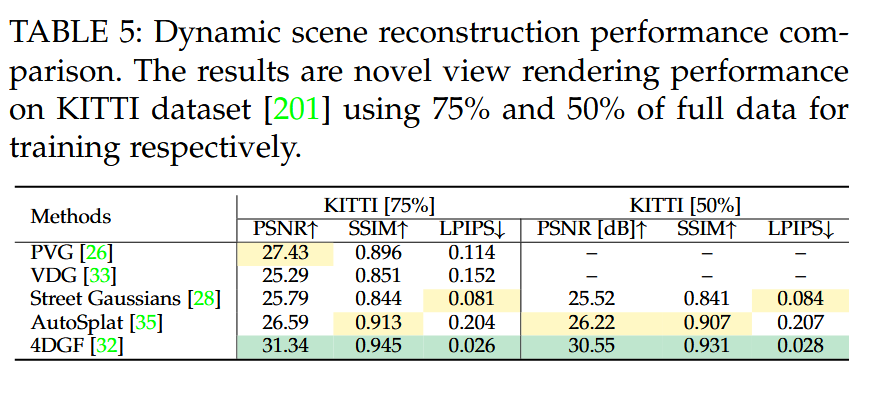 TABLE 5: Dynamic scene reconstruction performance com-
parison. The results are novel view rendering performance
on KITTI dataset [201] using 75% and 50% of full data for
training respectively.
Methods KITTI [75%] KITTI [50%]
PSNR↑ SSIM↑ LPIPS↓ PSNR [dB]↑ SSIM↑ LPIPS↓
PVG [26] 27.43 0.896 0.114 – – –
VDG [33] 25.29 0.851 0.152 – – –
Street Gaussians [28] 25.79 0.844 0.081 25.52 0.841 0.084
AutoSplat [35] 26.59 0.913 0.204 26.22 0.907 0.207
4DGF [32] 31.34 0.945 0.026 30.55 0.931 0.028